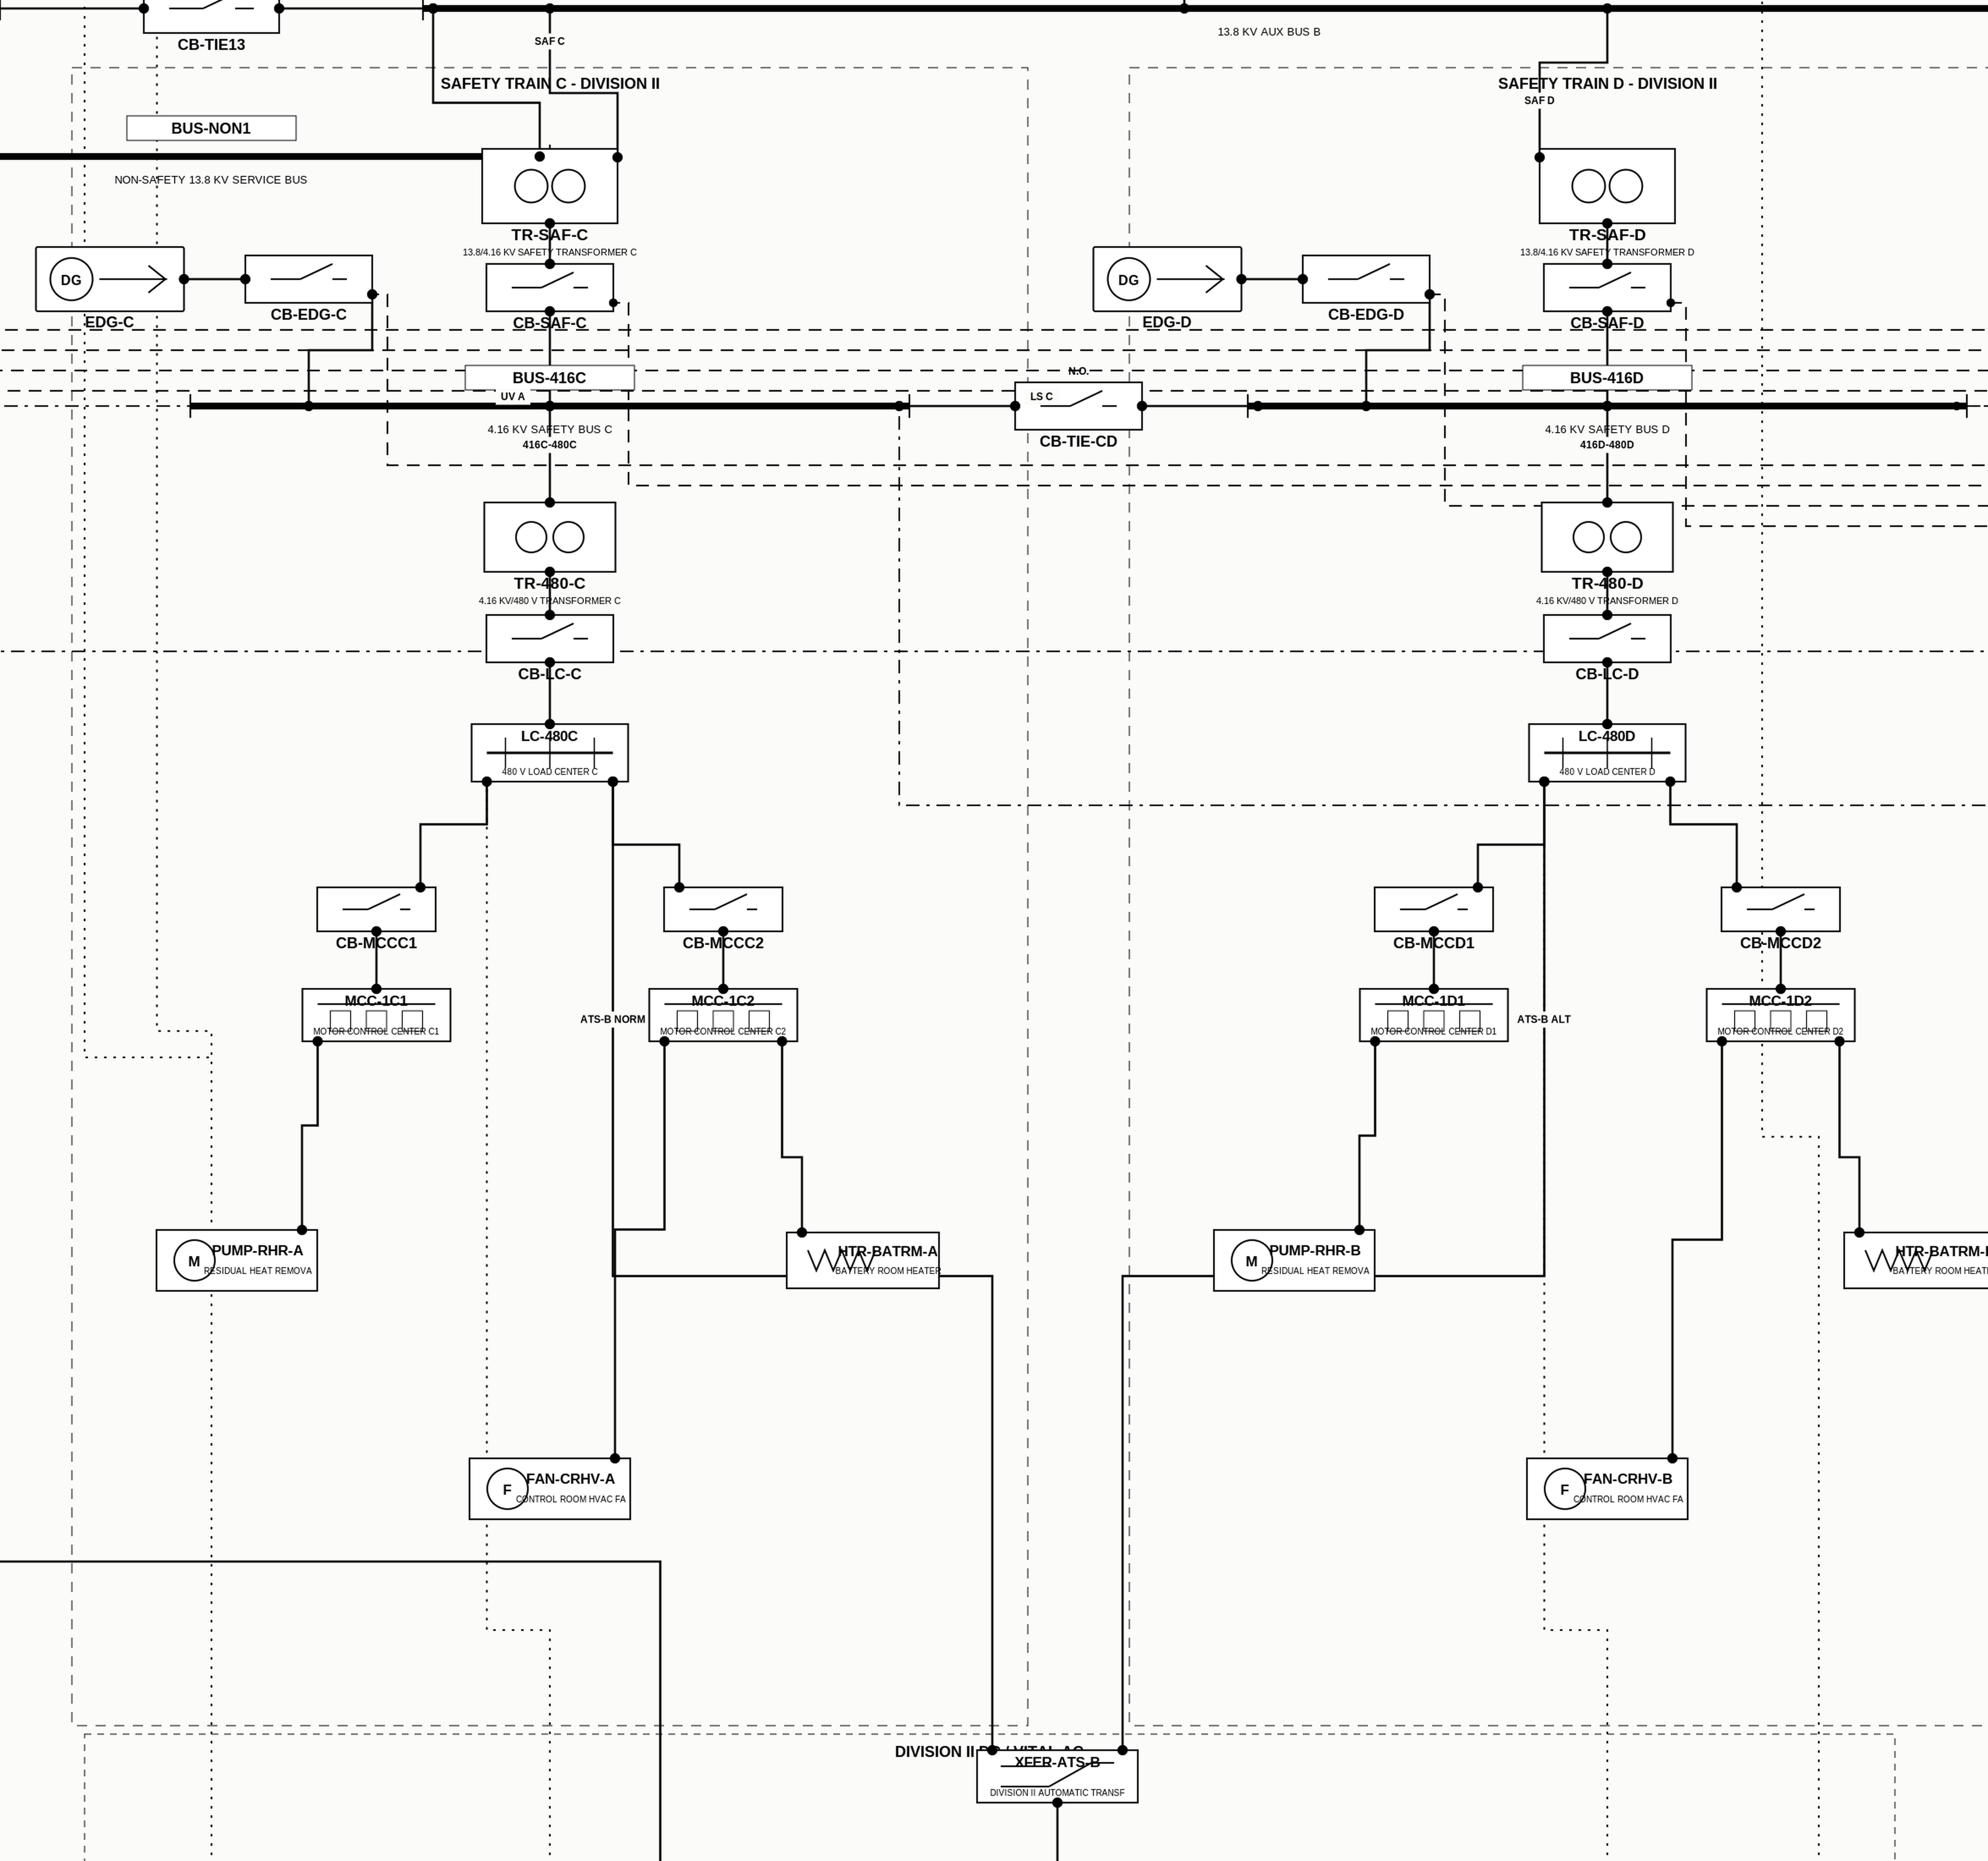 CB-TIE13
13.8 KV AUX BUS B
SAF C
SAFETY TRAIN C - DIVISION II
SAFETY TRAIN D - DIVISION II
SAF D
BUS-NON1
NON-SAFETY 13.8 KV SERVICE BUS
TR-SAF-C
13.8/4.16 KV SAFETY TRANSFORMER C
TR-SAF-D
13.8/4.16 KV SAFETY TRANSFORMER D
DG
EDG-C
CB-EDG-C
CB-SAF-C
DG
EDG-D
CB-EDG-D
CB-SAF-D
BUS-416C
UV A
N.O.
LS C
CB-TIE-CD
BUS-416D
4.16 KV SAFETY BUS C
416C-480C
4.16 KV SAFETY BUS D
416D-480D
TR-480-C
4.16 KV/480 V TRANSFORMER C
TR-480-D
4.16 KV/480 V TRANSFORMER D
CB-LC-C
CB-LC-D
LC-480C
480 V LOAD CENTER C
LC-480D
480 V LOAD CENTER D
CB-MCCC1
CB-MCCC2
CB-MCCD1
CB-MCCD2
MCC-1C1
MOTOR CONTROL CENTER C1
ATS-B NORM
MCC-1C2
MOTOR CONTROL CENTER C2
MCC-1D1
MOTOR CONTROL CENTER D1
ATS-B ALT
MCC-1D2
MOTOR CONTROL CENTER D2
M
PUMP-RHR-A
RESIDUAL HEAT REMOVA
HTR-BATRM-A
BATTERY ROOM HEATER
M
PUMP-RHR-B
RESIDUAL HEAT REMOVA
HTR-BATRM-
BATTERY ROOM HEAT
F
FAN-CRHV-A
CONTROL ROOM HVAC FA
F
FAN-CRHV-B
CONTROL ROOM HVAC FA
DIVISION II DC / VITAL AC
XFER-ATS-B
DIVISION II AUTOMATIC TRANSF